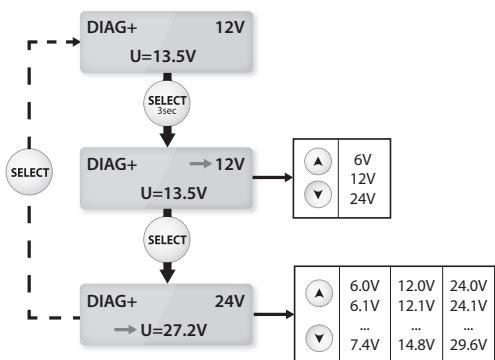 DIAG+ 12V
U=13.5V
SELECT
3sec
DIAG+ 12V
U=13.5V
6V
12V
24V
SELECT
SELECT
DIAG+ 24V
U=27.2V
6.0V 12.0V 24.0V
6.1V 12.1V 24.1V
... ... ...
7.4V 14.8V 29.6V